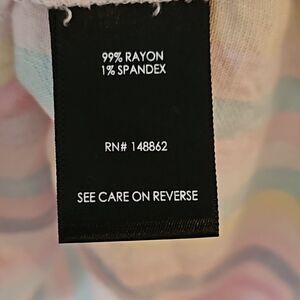 99% RAYON
1% SPANDEX
RN# 148862
SEE CARE ON REVERSE